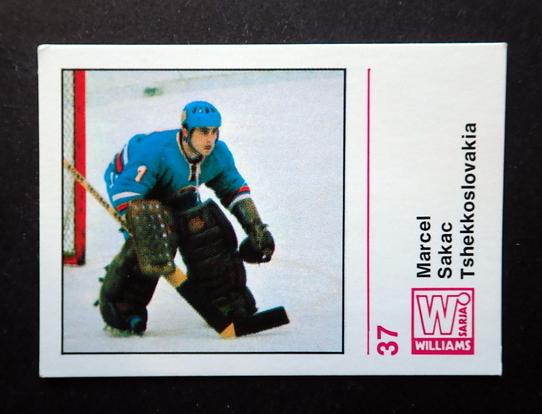 1
37
Marcel
Sakac
Tshekkoslovakia
W
SARJA
WILLIAMS